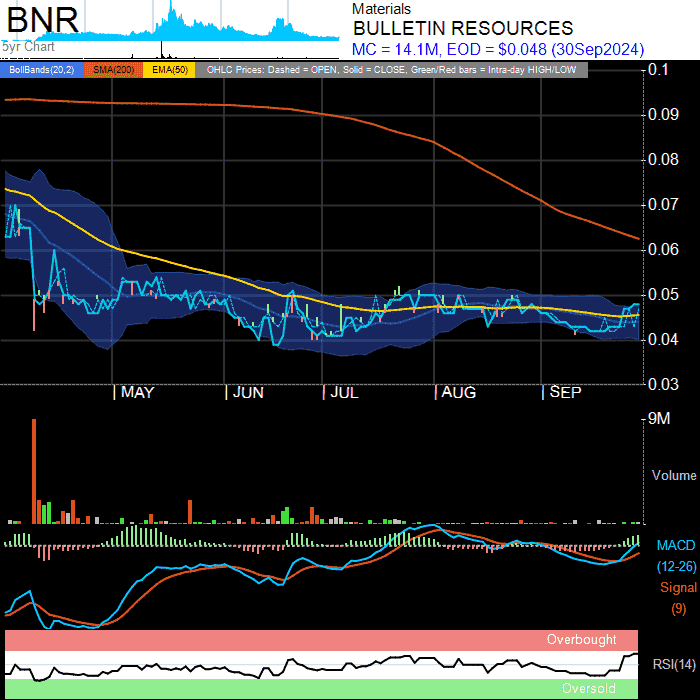 BNR
5yr Chart
Materials
BULLETIN RESOURCES
MC = 14.1M, EOD = $0.048 (30Sep2024)
BollBands(20,2) SMA(200) EMA(50) OHLC Prices: Dashed = OPEN, Solid = CLOSE, Green/Red bars = Intra-day HIGH/LOW
0.1
0.09
0.08
0.07
0.06
0.05
0.04
0.03
MAY JUN JUL AUG SEP
9M
Volume
MACD
(12-26)
Signal
(9)
Overbought
RSI(14)
Oversold